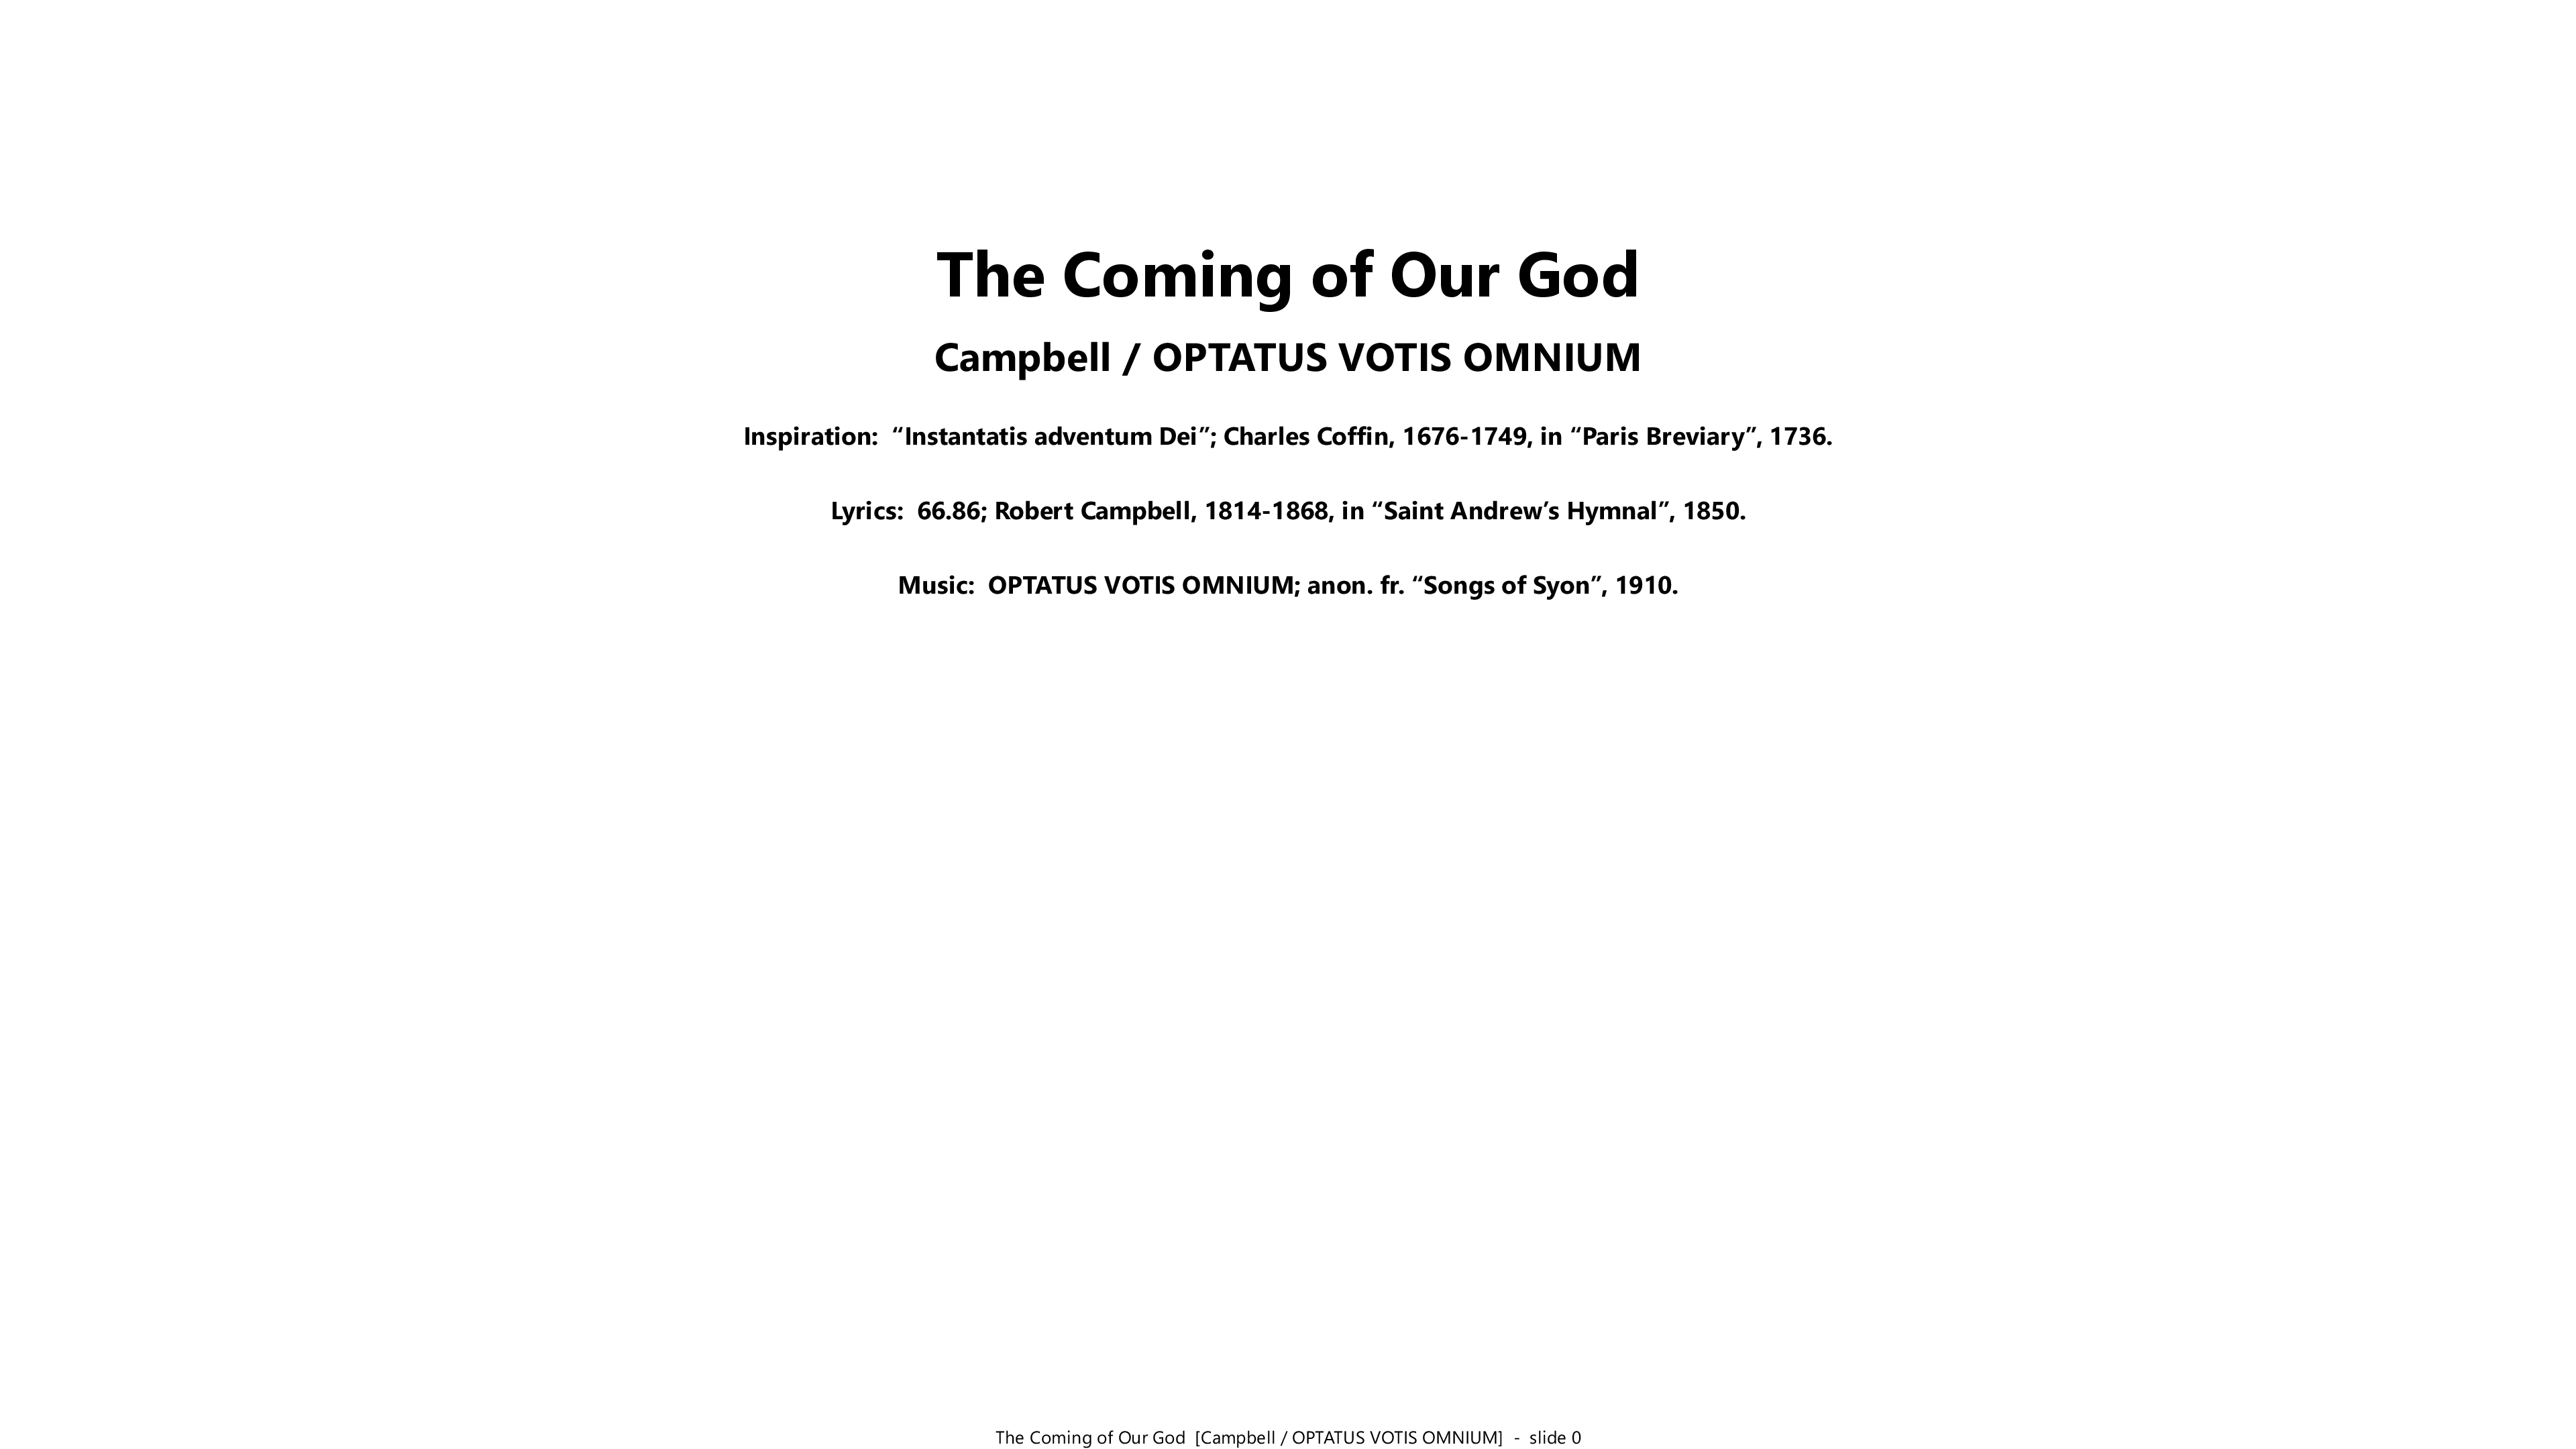 The Coming of Our God
Campbell / OPTATUS VOTIS OMNIUM
Inspiration:  “Instantatis adventum Dei”; Charles Coffin, 1676-1749, in “Paris Breviary”, 1736.
Lyrics:  66.86; Robert Campbell, 1814-1868, in “Saint Andrew’s Hymnal”, 1850.
Music:  OPTATUS VOTIS OMNIUM; anon. fr. “Songs of Syon”, 1910.
The Coming of Our God  [Campbell / OPTATUS VOTIS OMNIUM]  -  slide 0